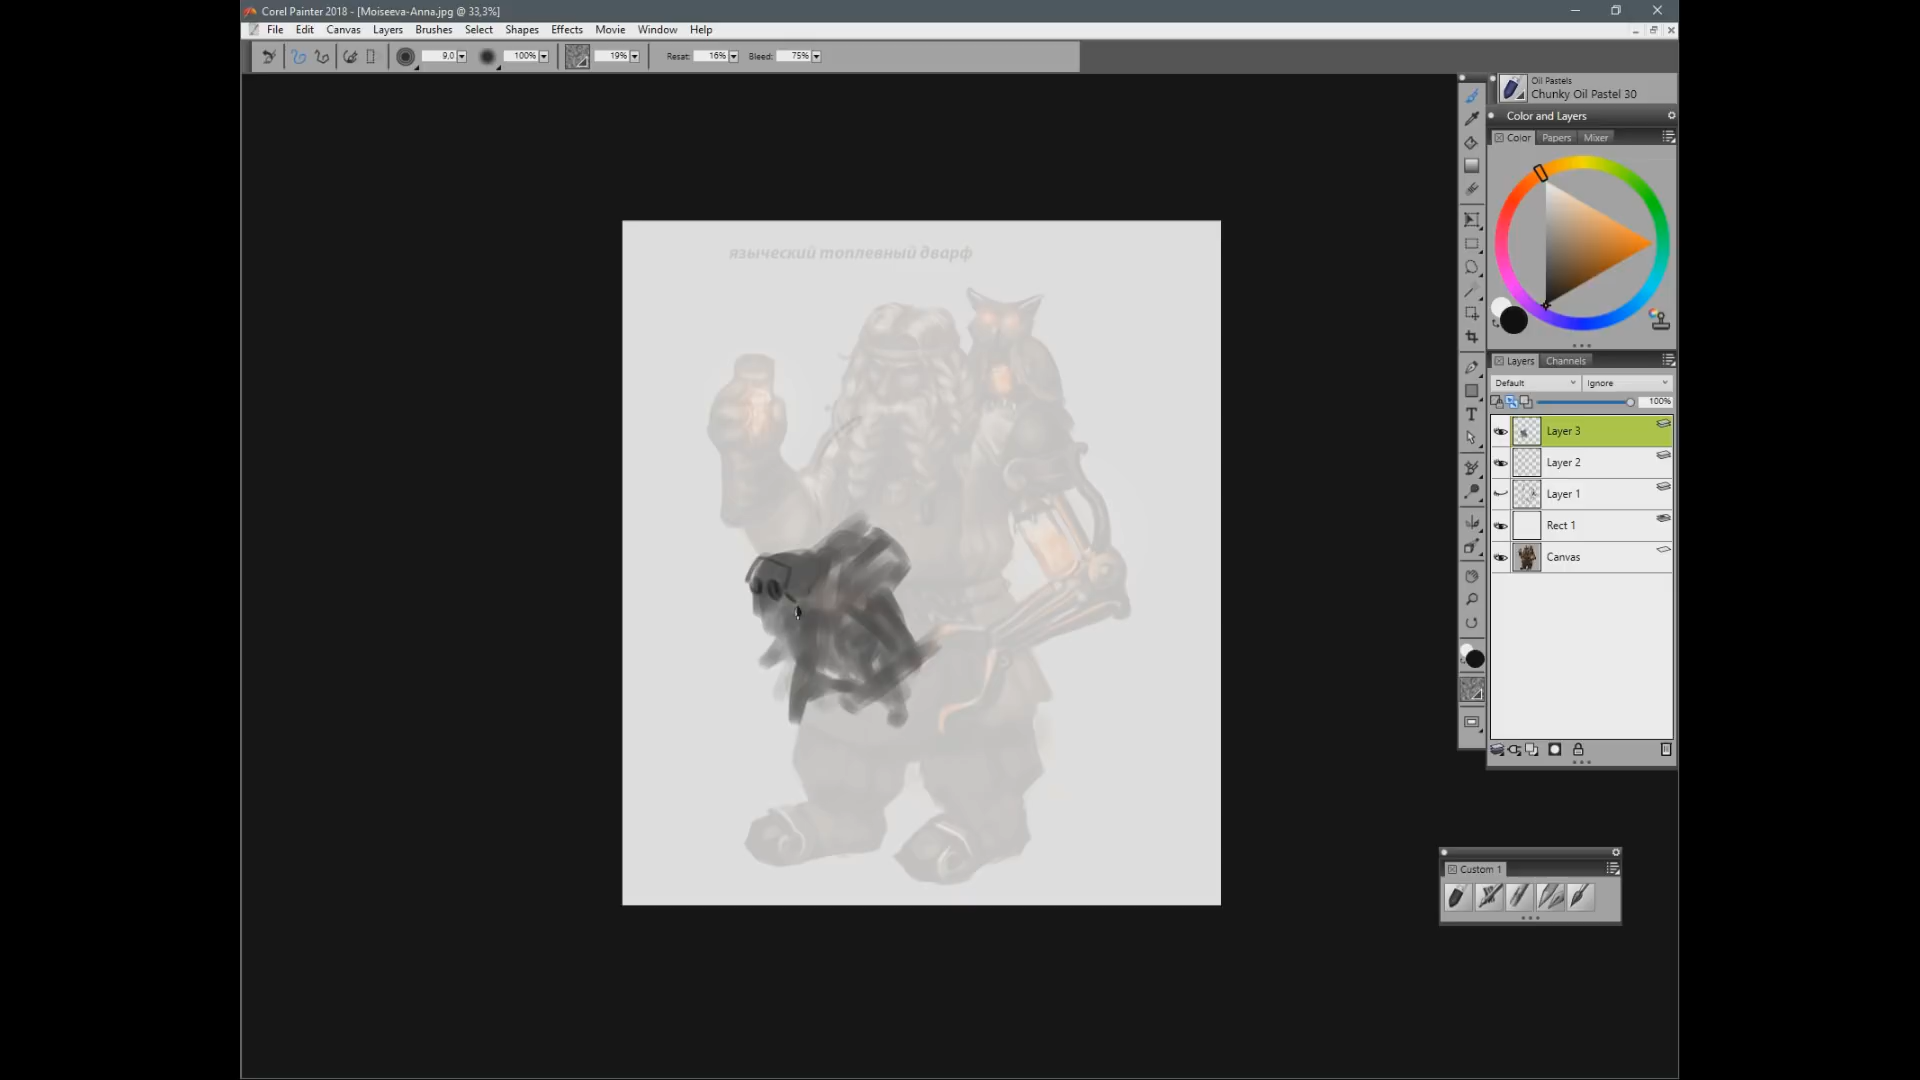 Corel Painter 2018 - [Moiseeva-Anna.jpg @ 33,3%]
File Edit Canvas Layers Brushes Select Shapes Effects Movie Window Help
9,0 100% 19% Resat: 16% Bleed: 75%
Oil Pastels
Chunky Oil Pastel 30
Color and Layers
Color Papers Mixer
языческий топлевный дварф
Layers Channels
Default Ignore
100%
Layer 3
Layer 2
Layer 1
Rect 1
Canvas
T
Custom 1